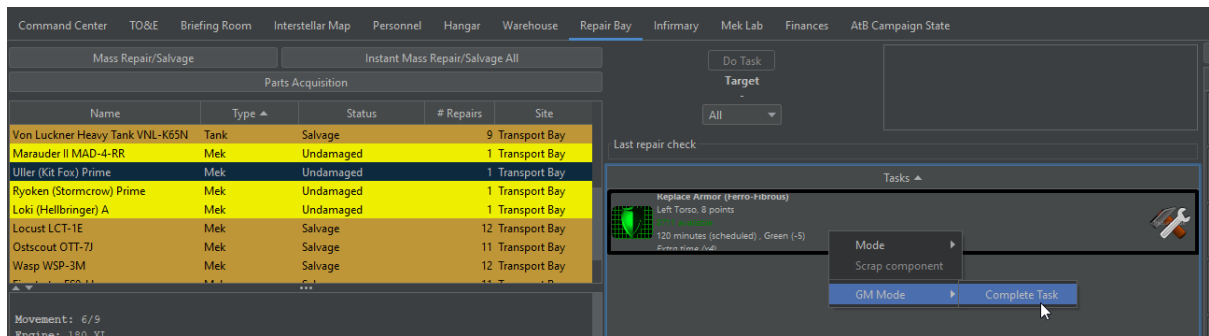 Command Center TO&E Briefing Room Interstellar Map Personnel Hangar Warehouse Repair Bay Infirmary Mek Lab Finances AtB Campaign State
Mass Repair/Salvage Instant Mass Repair/Salvage All
Parts Acquisition
Name Type Status # Repairs Site
Von Luckner Heavy Tank VNL-K65N Tank Salvage 9 Transport Bay
Marauder II MAD-4-RR Mek Undamaged 1 Transport Bay
Uller (Kit Fox) Prime Mek Undamaged 1 Transport Bay
Ryoken (Stormcrow) Prime Mek Undamaged 1 Transport Bay
Loki (Hellbringer) A Mek Undamaged 1 Transport Bay
Locust LCT-1E Mek Salvage 12 Transport Bay
Ostscout OTT-7J Mek Salvage 11 Transport Bay
Wasp WSP-3M Mek Salvage 12 Transport Bay
Movement: 6/9
Engine: 180 XL
Do Task
Target
-
All
Last repair check
Tasks
Replace Armor (Ferro-Fibrous)
Left Torso, 8 points
120 minutes (scheduled) , Green (-5)
Extra time (x4)
Mode
Scrap component
GM Mode
Complete Task